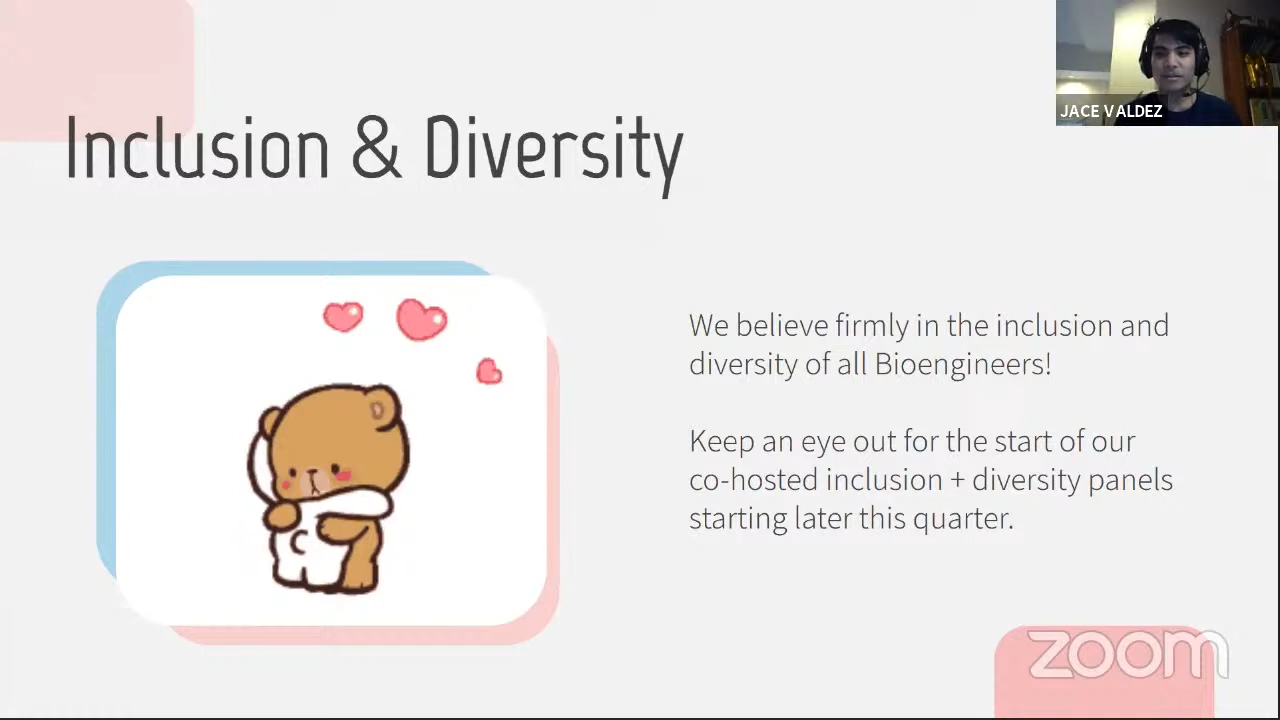 JACE VALDEZ
Inclusion & Diversity
We believe firmly in the inclusion and
diversity of all Bioengineers!
Keep an eye out for the start of our
co-hosted inclusion + diversity panels
starting later this quarter.
zoom